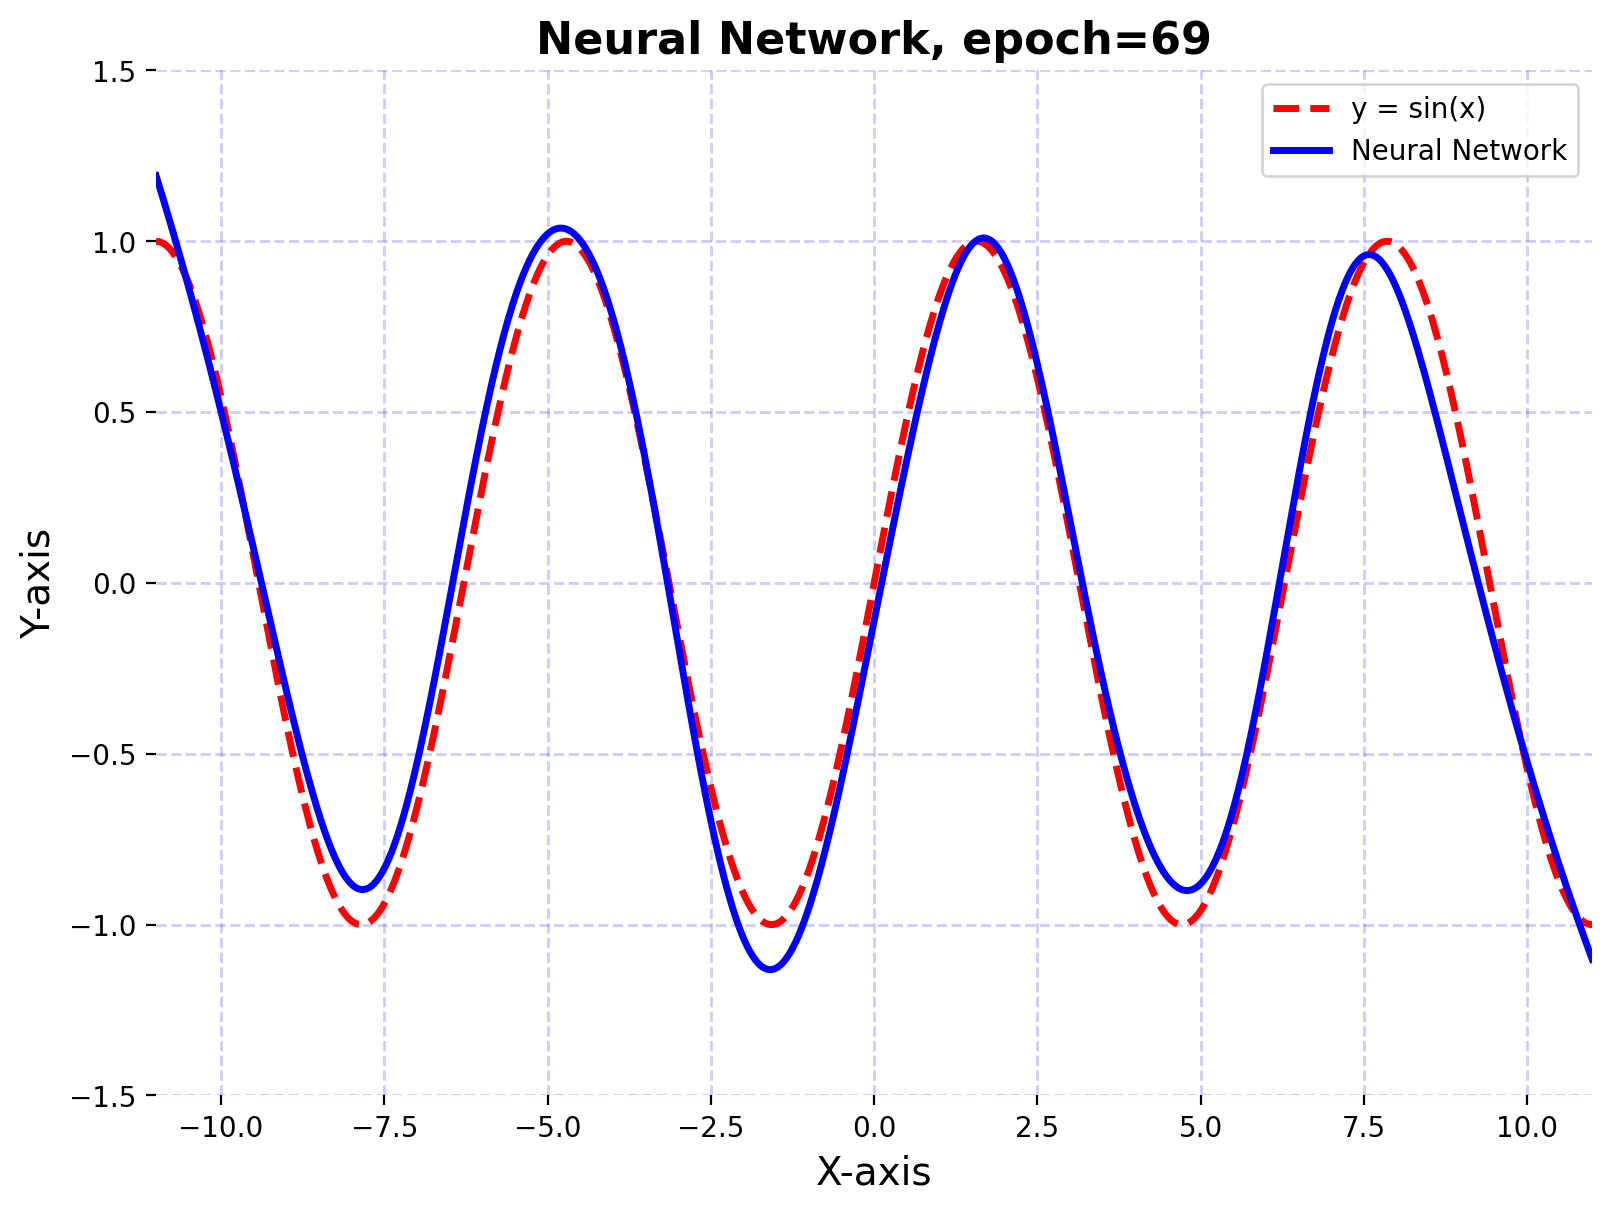 Neural Network, epoch=69
y = sin(x)
Neural Network
1.5
1.0
0.5
0.0
−0.5
−1.0
−1.5
Y-axis
−10.0 −7.5 −5.0 −2.5 0.0 2.5 5.0 7.5 10.0
X-axis